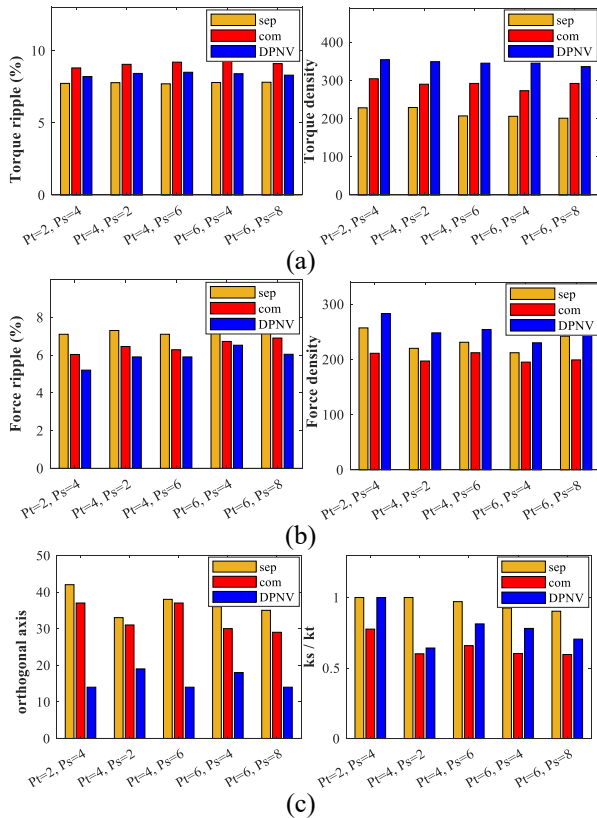 sep
com
DPNV
10
5
0
Torque ripple (%)
Pt=2, Ps=4
Pt=4, Ps=2
Pt=4, Ps=6
Pt=6, Ps=4
Pt=6, Ps=8
sep
com
DPNV
400
300
200
100
0
Torque density
Pt=2, Ps=4
Pt=4, Ps=2
Pt=4, Ps=6
Pt=6, Ps=4
Pt=6, Ps=8
(a)
sep
com
DPNV
8
6
4
2
0
Force ripple (%)
Pt=2, Ps=4
Pt=4, Ps=2
Pt=4, Ps=6
Pt=6, Ps=4
Pt=6, Ps=8
sep
com
DPNV
300
200
100
0
Force density
Pt=2, Ps=4
Pt=4, Ps=2
Pt=4, Ps=6
Pt=6, Ps=4
Pt=6, Ps=8
(b)
sep
com
DPNV
50
40
30
20
10
0
orthogonal axis
Pt=2, Ps=4
Pt=4, Ps=2
Pt=4, Ps=6
Pt=6, Ps=4
Pt=6, Ps=8
sep
com
DPNV
1
0.5
0
ks / kt
Pt=2, Ps=4
Pt=4, Ps=2
Pt=4, Ps=6
Pt=6, Ps=4
Pt=6, Ps=8
(c)